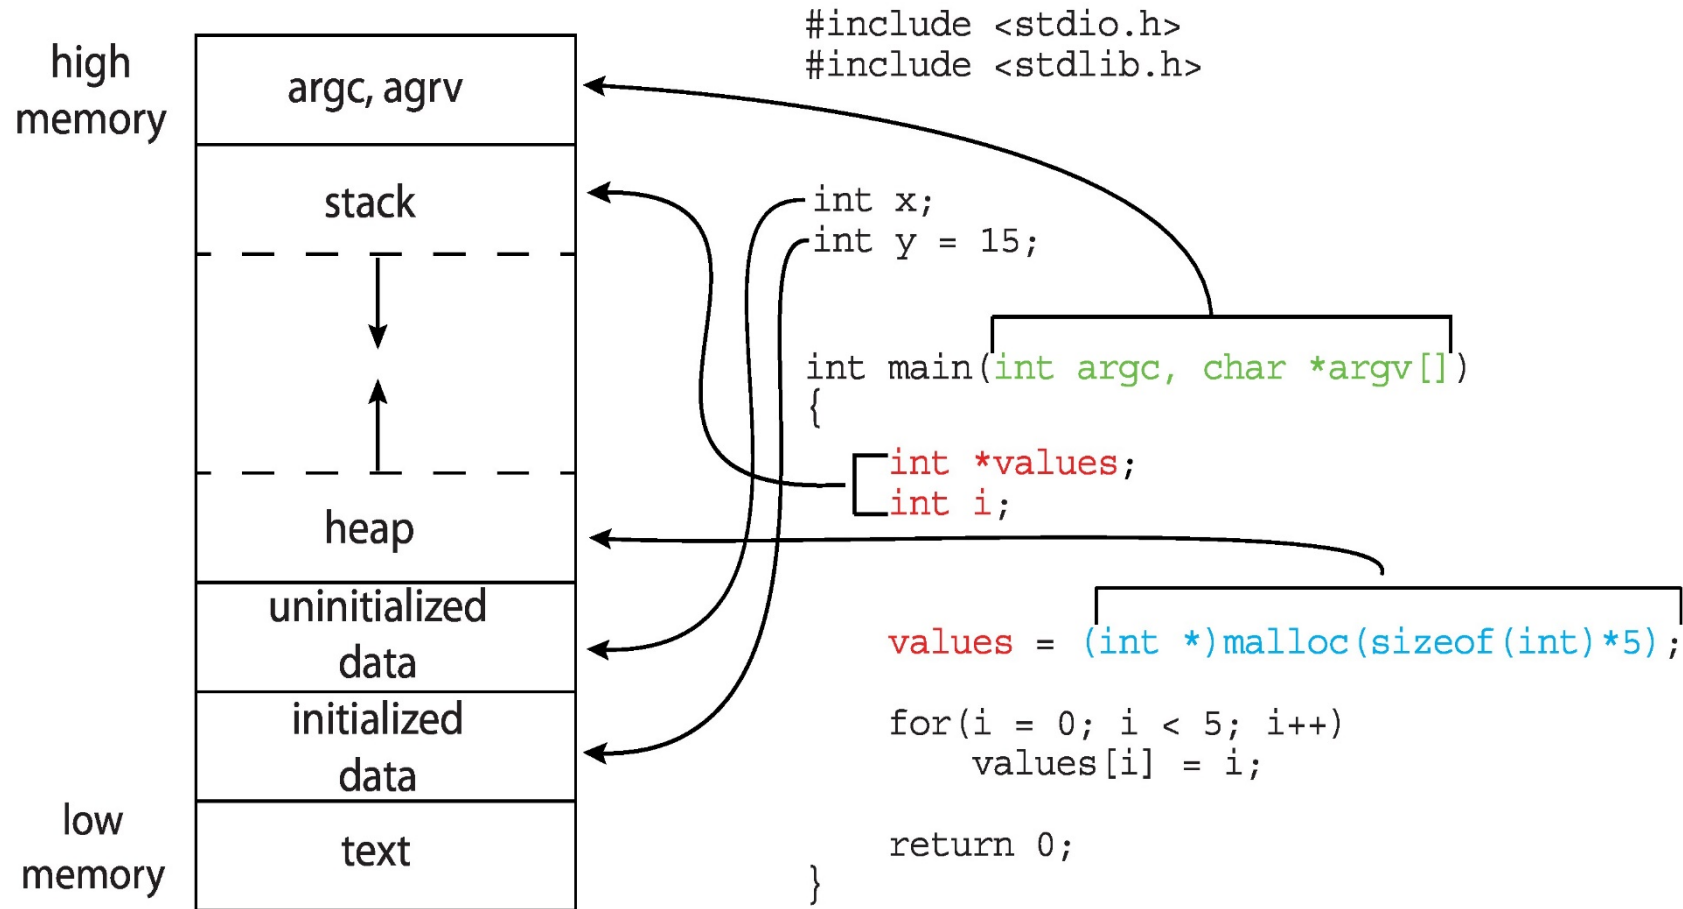 high
memory
argc, agrv
stack
heap
uninitialized
data
initialized
data
low
memory
text
#include <stdio.h>
#include <stdlib.h>
int x;
int y = 15;
int main(int argc, char *argv[])
{
int *values;
int i;
values = (int *)malloc(sizeof(int)*5);
for(i = 0; i < 5; i++)
values[i] = i;
return 0;
}